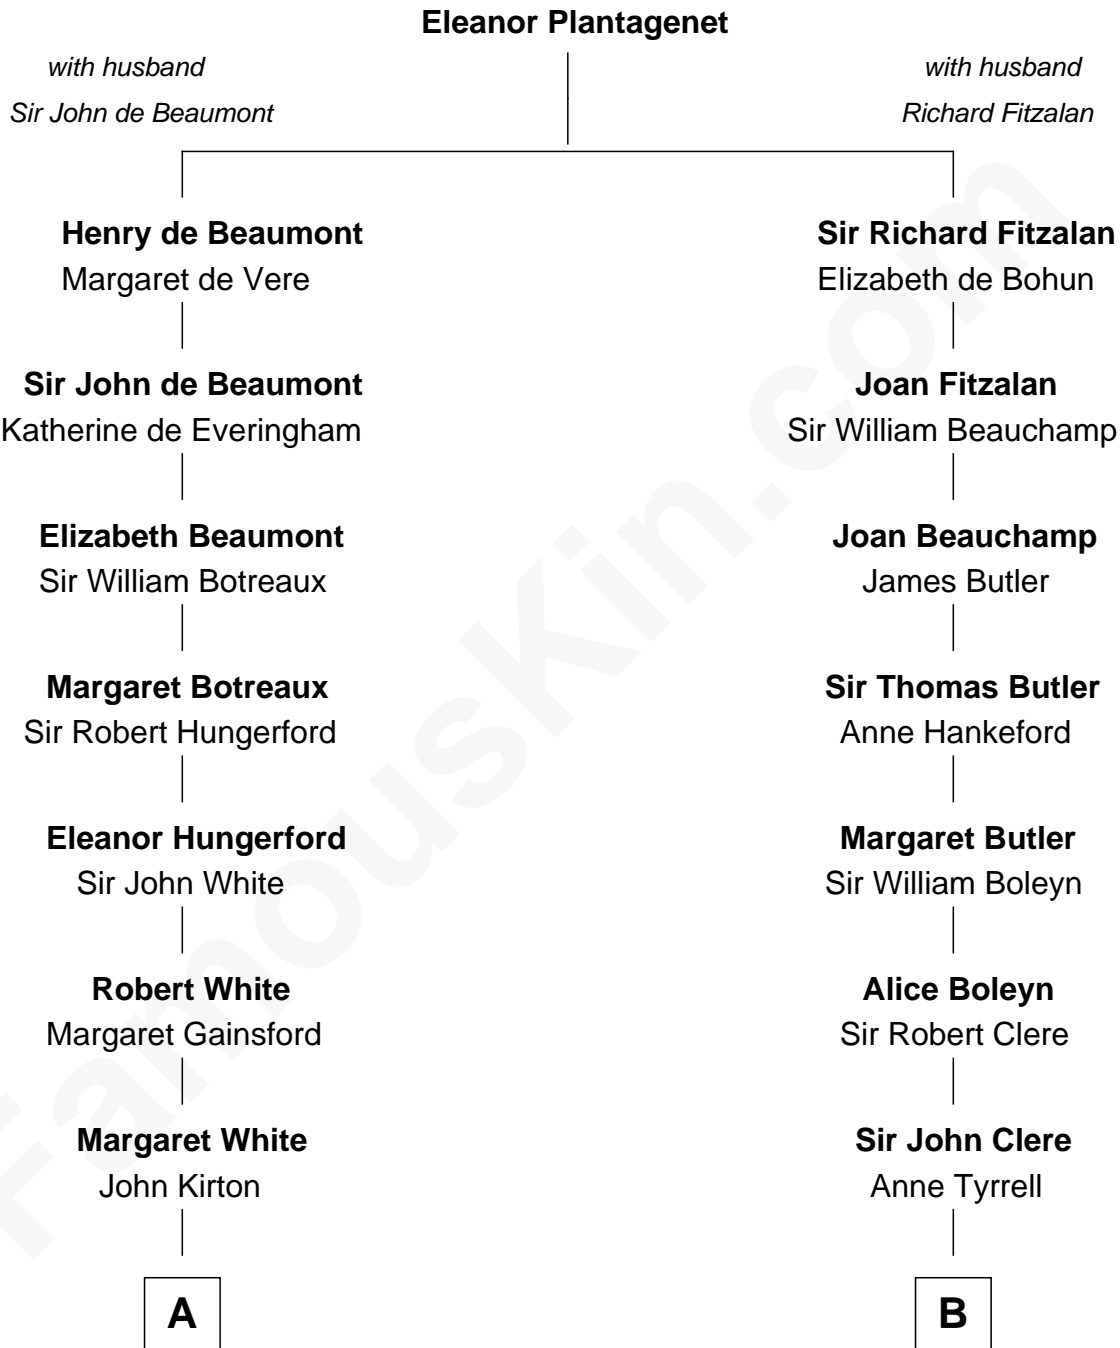 Eleanor Plantagenet
with husband
Sir John de Beaumont
with husband
Richard Fitzalan
Henry de Beaumont
Margaret de Vere
Sir Richard Fitzalan
Elizabeth de Bohun
Sir John de Beaumont
Katherine de Everingham
Joan Fitzalan
Sir William Beauchamp
Elizabeth Beaumont
Sir William Botreaux
Joan Beauchamp
James Butler
Margaret Botreaux
Sir Robert Hungerford
Sir Thomas Butler
Anne Hankeford
Eleanor Hungerford
Sir John White
Margaret Butler
Sir William Boleyn
Robert White
Margaret Gainsford
Alice Boleyn
Sir Robert Clere
Margaret White
John Kirton
Sir John Clere
Anne Tyrrell
A
B
FamousKin.com